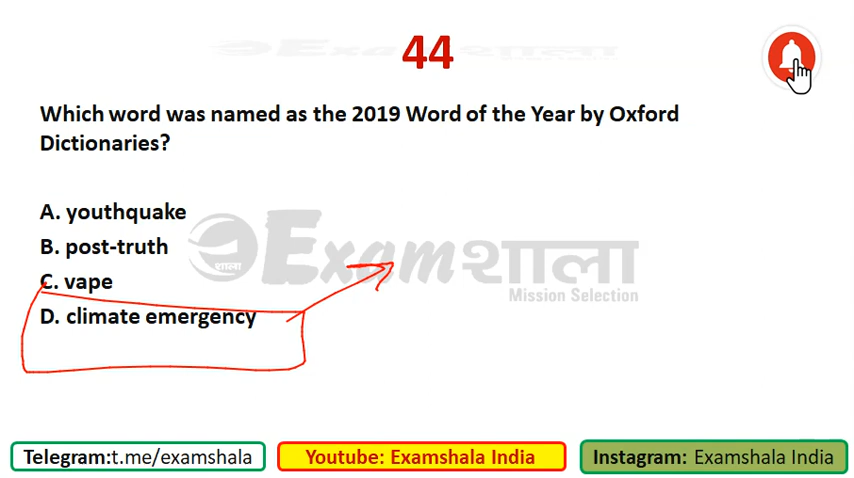 44
Which word was named as the 2019 Word of the Year by Oxford
Dictionaries?
A. youthquake
B. post-truth
C. vape
D. climate emergency
शाला
Examशाला
Mission Selection
Telegram:t.me/examshala
Youtube: Examshala India
Instagram: Examshala India